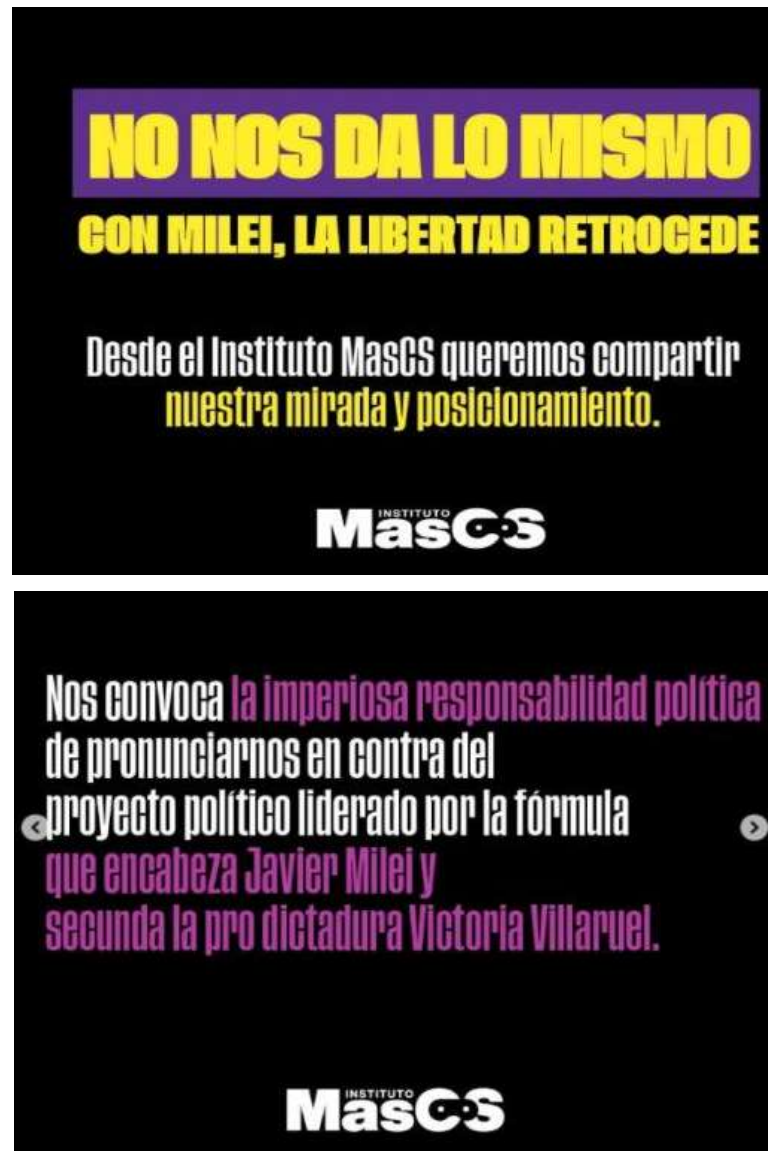 NO NOS DA LO MISMO
CON MILEI, LA LIBERTAD RETROCEDE
Desde el Instituto MasCS queremos compartir
nuestra mirada y posicionamiento.
INSTITUTO
MasCS
Nos convoca la imperiosa responsabilidad política
de pronunciarnos en contra del
proyecto político liderado por la fórmula
que encabeza Javier Milei y
secunda la pro dictadura Victoria Villaruel.
INSTITUTO
MasCS